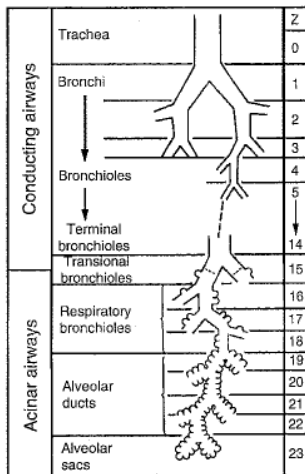 Z
Trachea
0
Bronchi
1
2
3
4
Bronchioles
5
Terminal
bronchioles
14
Transional
bronchioles
15
16
Respiratory
bronchioles
17
18
19
Alveolar
ducts
20
21
22
Alveolar
sacs
23
Conducting airways
Acinar airways